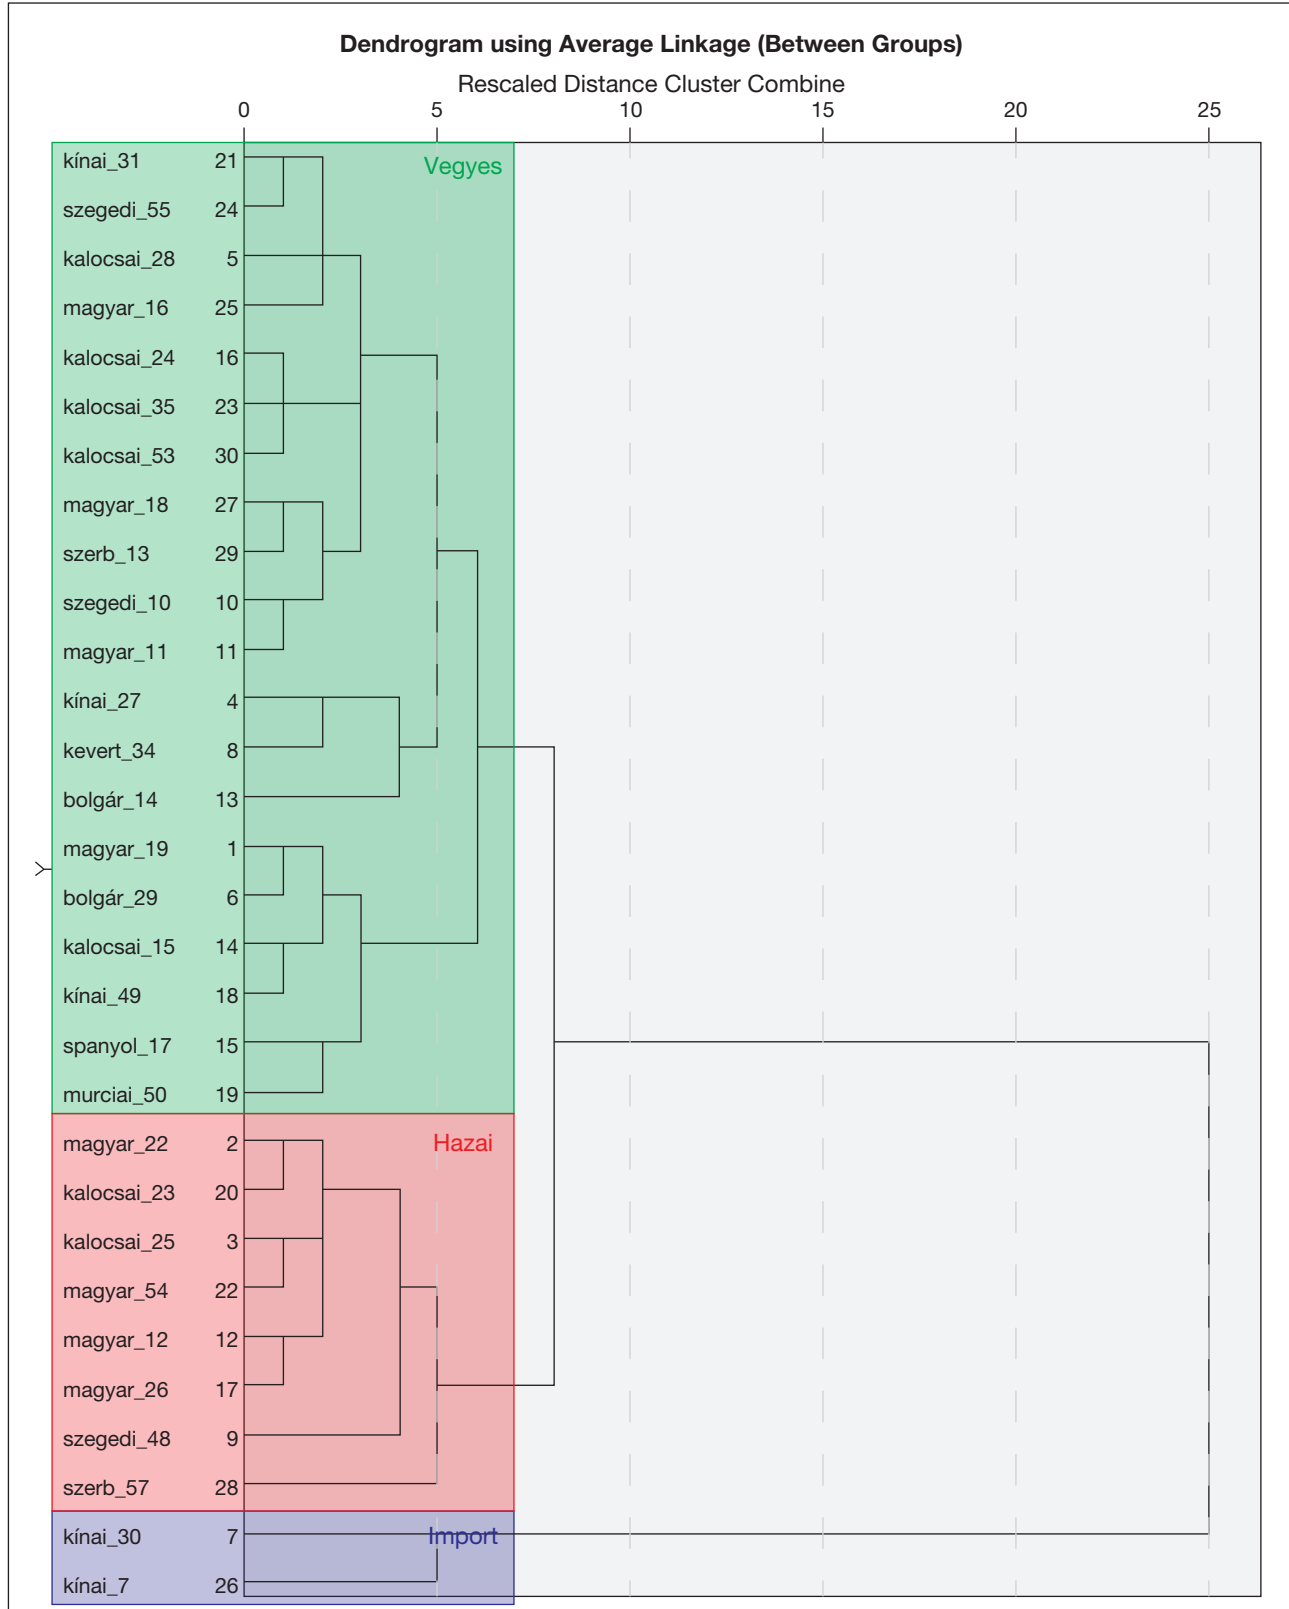 Dendrogram using Average Linkage (Between Groups)
Rescaled Distance Cluster Combine
0 5 10 15 20 25
Vegyes
kínai_31 21
szegedi_55 24
kalocsai_28 5
magyar_16 25
kalocsai_24 16
kalocsai_35 23
kalocsai_53 30
magyar_18 27
szerb_13 29
szegedi_10 10
magyar_11 11
kínai_27 4
kevert_34 8
bolgár_14 13
magyar_19 1
bolgár_29 6
kalocsai_15 14
kínai_49 18
spanyol_17 15
murciai_50 19
magyar_22 2 Hazai
kalocsai_23 20
kalocsai_25 3
magyar_54 22
magyar_12 12
magyar_26 17
szegedi_48 9
szerb_57 28
kínai_30 7 Import
kínai_7 26